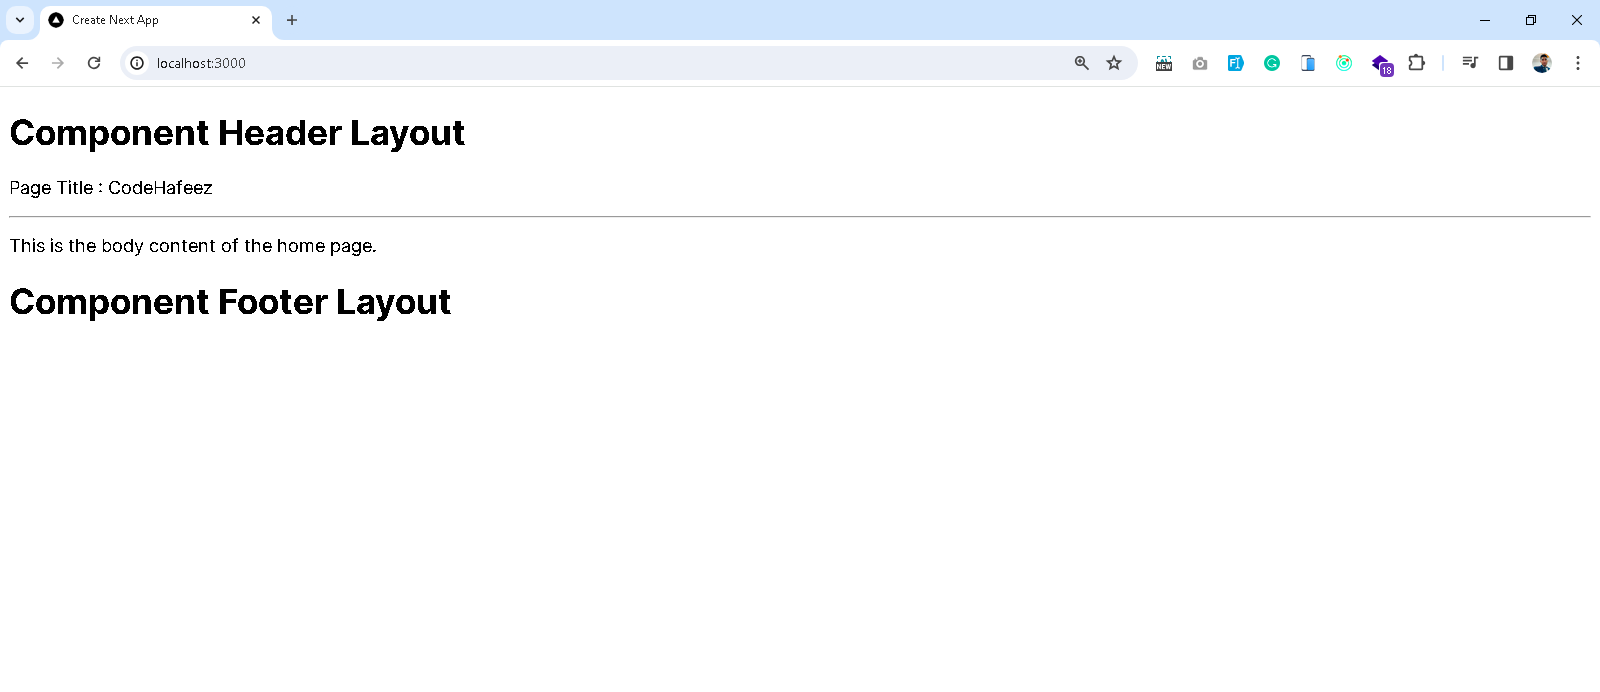 Create Next App
localhost:3000
NEW
18
Component Header Layout
Page Title : CodeHafeez
This is the body content of the home page.
Component Footer Layout